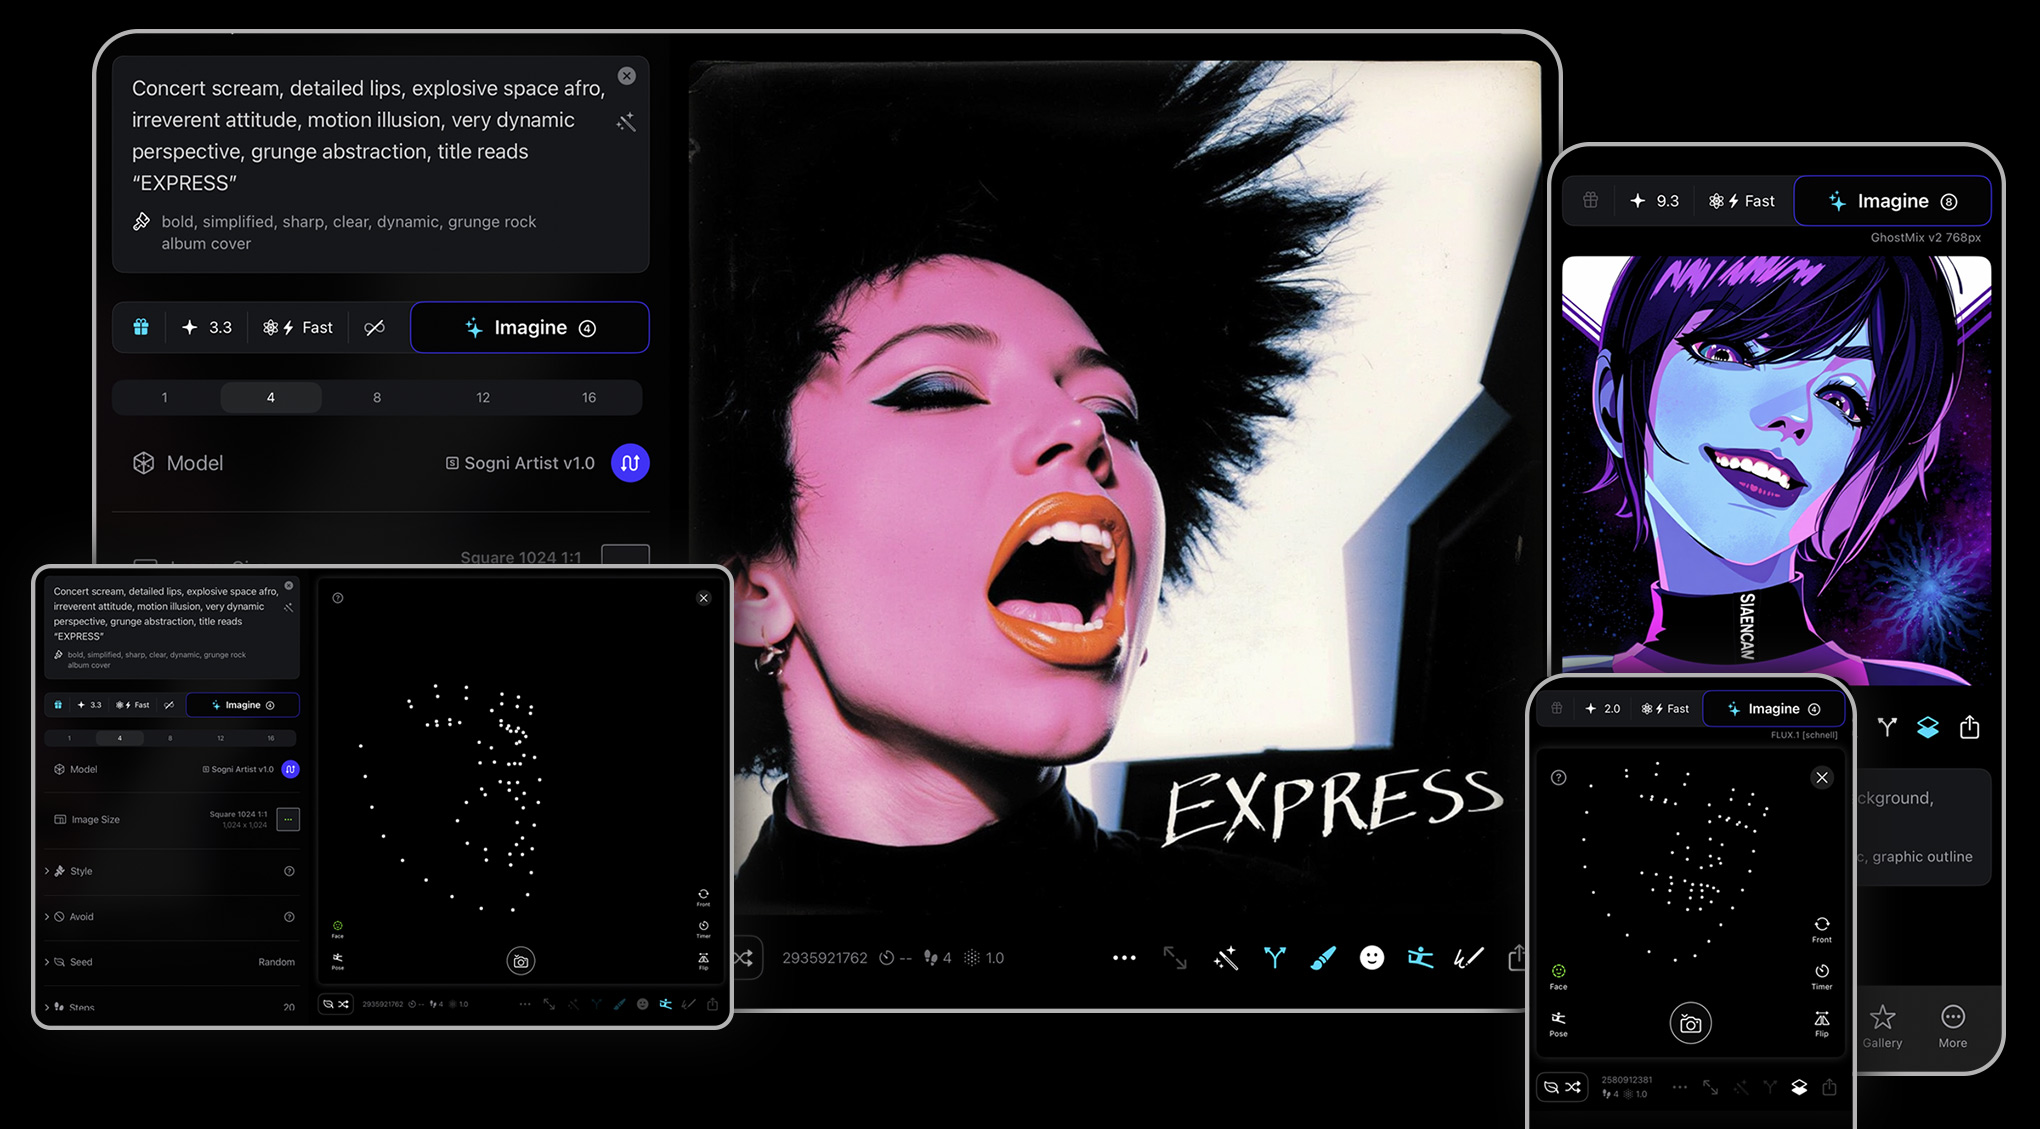 Concert scream, detailed lips, explosive space afro,
irreverent attitude, motion illusion, very dynamic
perspective, grunge abstraction, title reads
“EXPRESS”
bold, simplified, sharp, clear, dynamic, grunge rock
album cover
3.3 Fast Imagine 4
1 4 8 12 16
Model Sogni Artist v1.0
Square 1024 1:1
EXPRESS
2935921762 -- 4 1.0
9.3 Fast Imagine 8
GhostMix v2 768px
SIAENCAN
ckground,
c, graphic outline
Gallery More
Concert scream, detailed lips, explosive space afro,
irreverent attitude, motion illusion, very dynamic
perspective, grunge abstraction, title reads
“EXPRESS”
bold, simplified, sharp, clear, dynamic, grunge rock
album cover
3.3 Fast Imagine 4
1 4 8 12 16
Model Sogni Artist v1.0
Image Size Square 1024 1:1
1,024 x 1,024
Style
Avoid
Seed Random
Steps 20
Face
Pose
Front
Timer
Flip
2935921762 -- 4 1.0
2.0 Fast Imagine 4
FLUX.1 [schnell]
Front
Face Timer
Pose Flip
2580912381
4 1.0